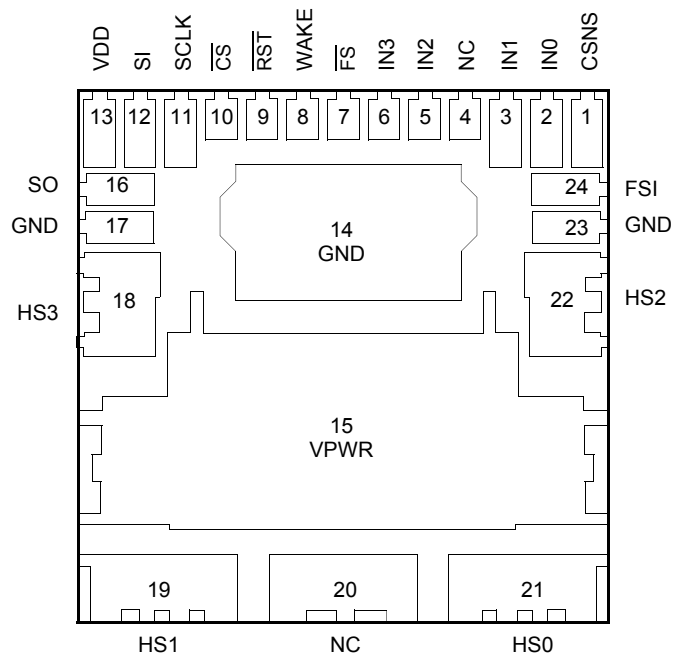 VDD SI SCLK CS RST WAKE FS IN3 IN2 NC IN1 IN0 CSNS
13 12 11 10 9 8 7 6 5 4 3 2 1
SO 16 24 FSI
GND 17 23 GND
14
GND
HS3 18 22 HS2
15
VPWR
19 20 21
HS1 NC HS0